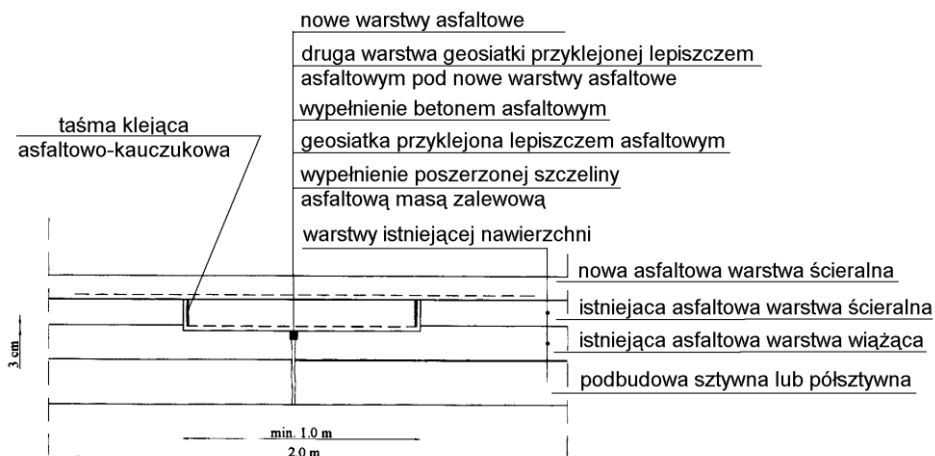 nowe warstwy asfaltowe
druga warstwa geosiatki przyklejonej lepiszczem
asfaltowym pod nowe warstwy asfaltowe
wypełnienie betonem asfaltowym
taśma klejąca
asfaltowo-kauczukowa
geosiatka przyklejona lepiszczem asfaltowym
wypełnienie poszerzonej szczeliny
asfaltową masą zalewową
warstwy istniejącej nawierzchni
nowa asfaltowa warstwa ścieralna
istniejaca asfaltowa warstwa ścieralna
istniejąca asfaltowa warstwa wiążąca
podbudowa sztywna lub półsztywna
3 cm
min. 1.0 m
2.0 m